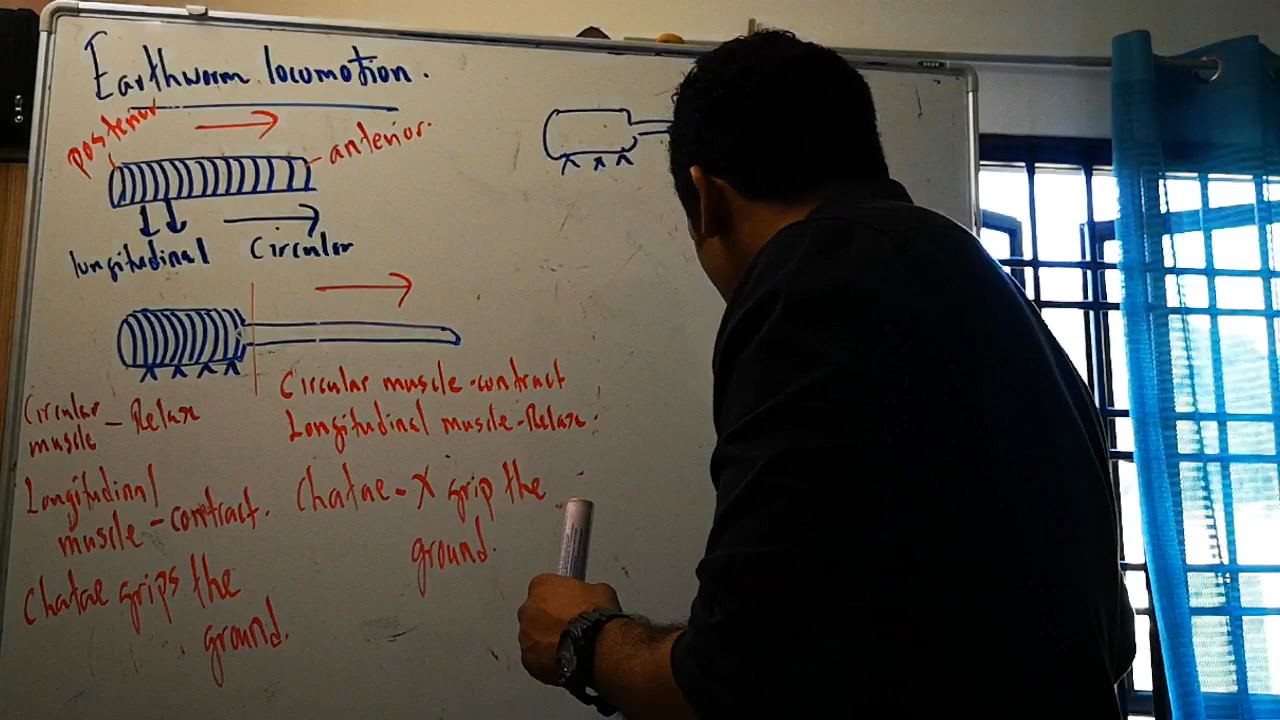 Earthworm locomotion.
posterior
anterior.
longitudinal Circular
Circular muscle - Relax
Longitudinal muscle - contract.
Chatae grips the ground.
Circular muscle - contract
Longitudinal muscle - Relax.
Chatae - X grip the ground.